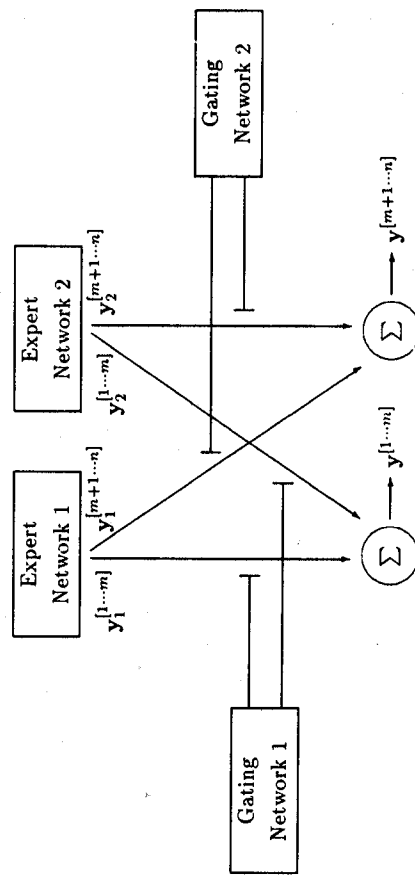 Expert
Network 1
Expert
Network 2
y_1^{[1···m]}
y_1^{[m+1···n]}
y_2^{[1···m]}
y_2^{[m+1···n]}
Gating
Network 1
Gating
Network 2
Σ
y^{[1···m]}
Σ
y^{[m+1···n]}